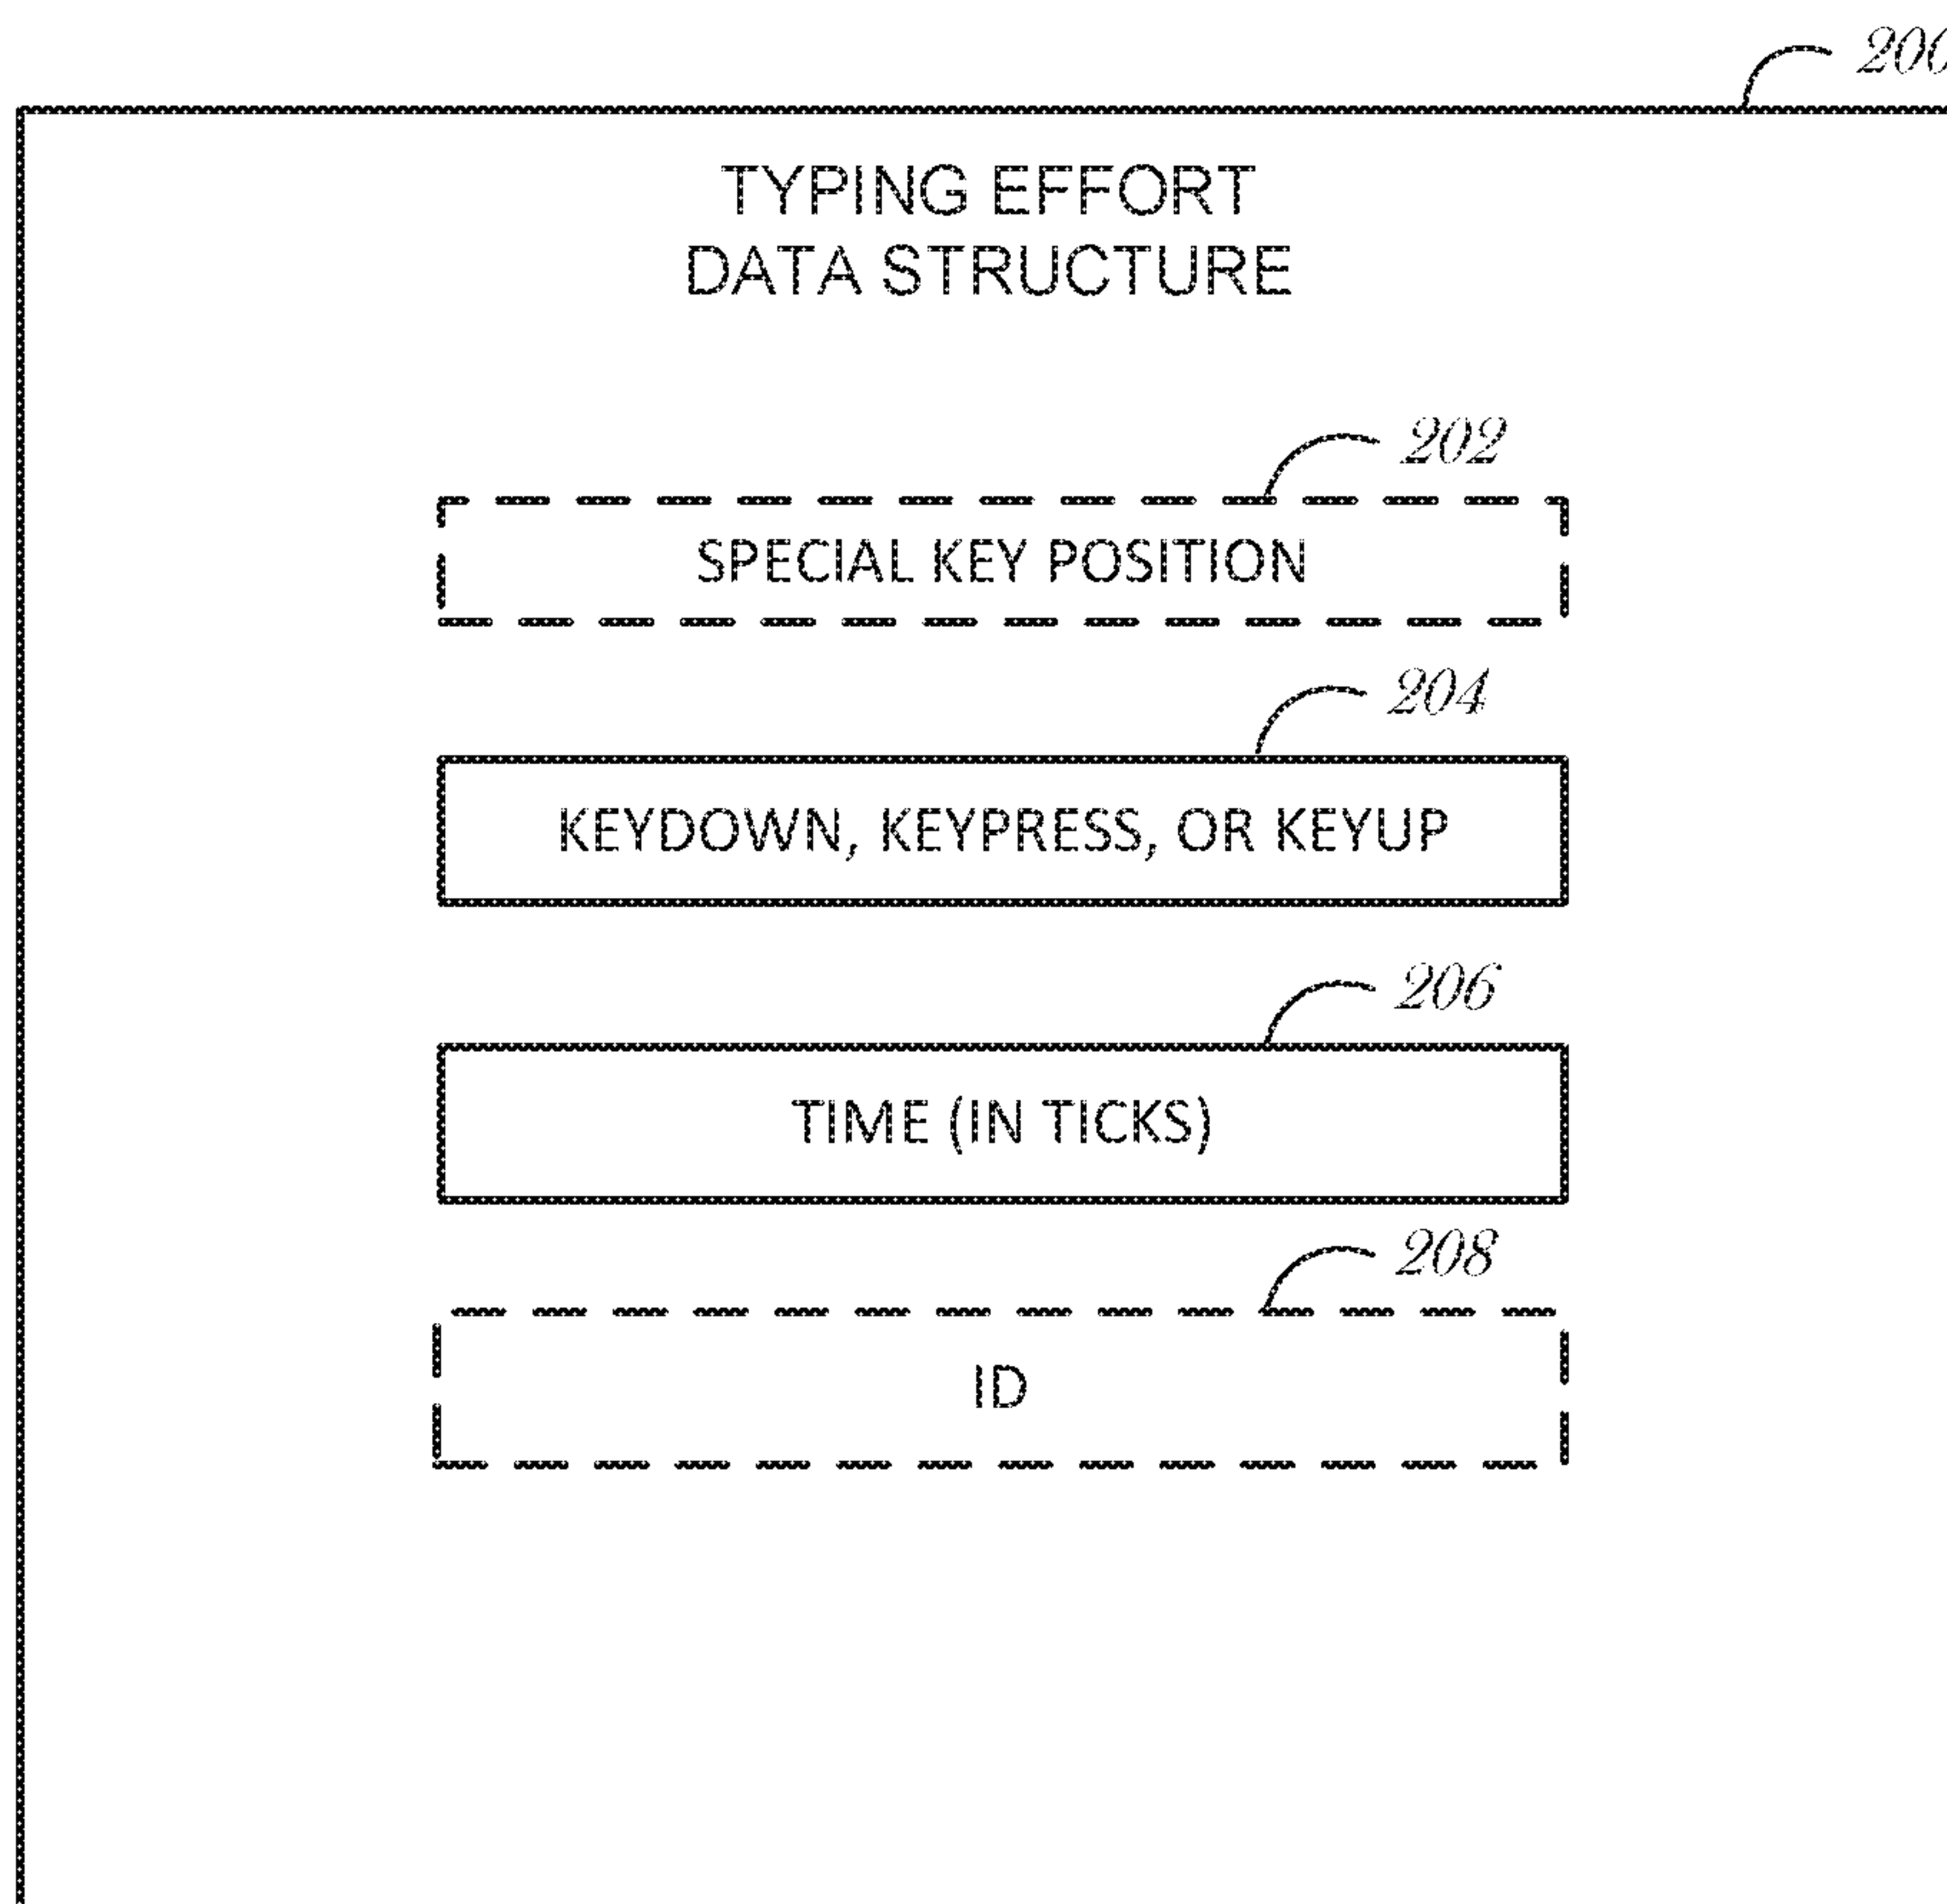 200
TYPING EFFORT
DATA STRUCTURE
202
SPECIAL KEY POSITION
204
KEYDOWN, KEYPRESS, OR KEYUP
206
TIME (IN TICKS)
208
ID